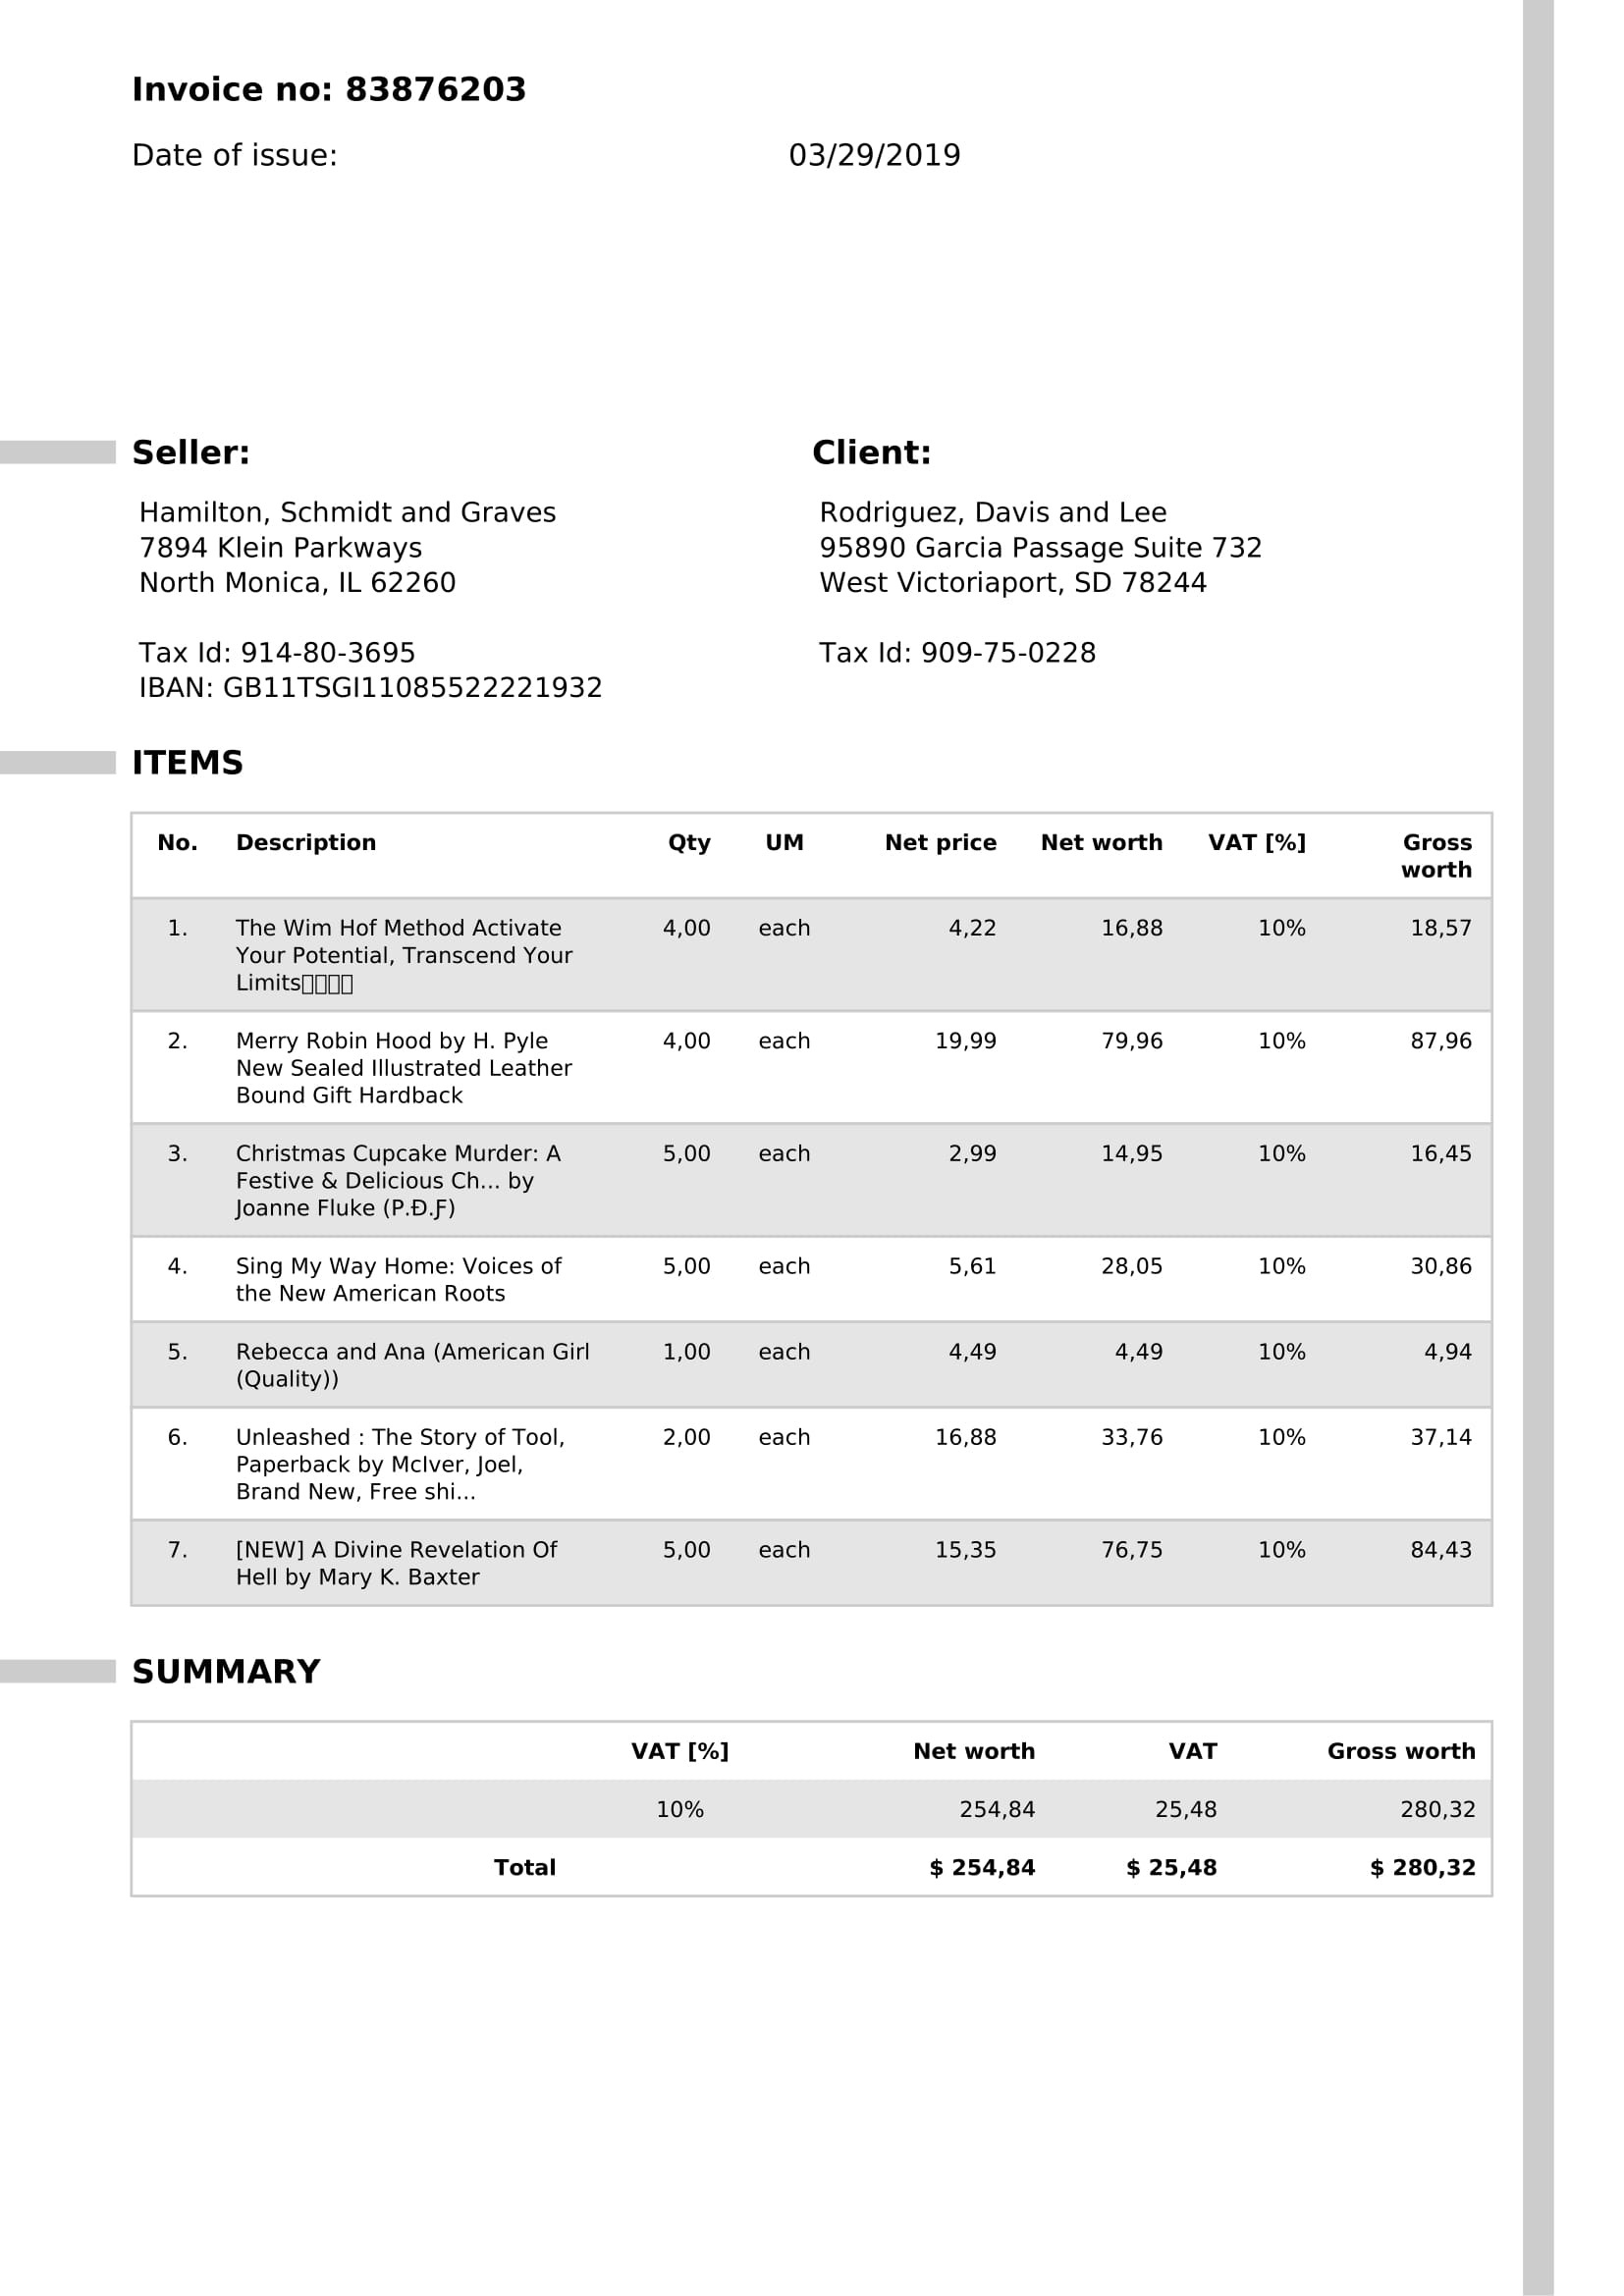 Invoice no: 83876203
Date of issue: 03/29/2019
Seller: Client:
Hamilton, Schmidt and Graves Rodriguez, Davis and Lee
7894 Klein Parkways 95890 Garcia Passage Suite 732
North Monica, IL 62260 West Victoriaport, SD 78244
Tax Id: 914-80-3695 Tax Id: 909-75-0228
IBAN: GB11TSGI11085522221932
ITEMS
No. Description Qty UM Net price Net worth VAT [%] Gross
worth
1. The Wim Hof Method Activate 4,00 each 4,22 16,88 10% 18,57
Your Potential, Transcend Your
Limits▯▯▯▯
2. Merry Robin Hood by H. Pyle 4,00 each 19,99 79,96 10% 87,96
New Sealed Illustrated Leather
Bound Gift Hardback
3. Christmas Cupcake Murder: A 5,00 each 2,99 14,95 10% 16,45
Festive & Delicious Ch... by
Joanne Fluke (P.Đ.Ƒ)
4. Sing My Way Home: Voices of 5,00 each 5,61 28,05 10% 30,86
the New American Roots
5. Rebecca and Ana (American Girl 1,00 each 4,49 4,49 10% 4,94
(Quality))
6. Unleashed : The Story of Tool, 2,00 each 16,88 33,76 10% 37,14
Paperback by McIver, Joel,
Brand New, Free shi...
7. [NEW] A Divine Revelation Of 5,00 each 15,35 76,75 10% 84,43
Hell by Mary K. Baxter
SUMMARY
VAT [%] Net worth VAT Gross worth
10% 254,84 25,48 280,32
Total $ 254,84 $ 25,48 $ 280,32